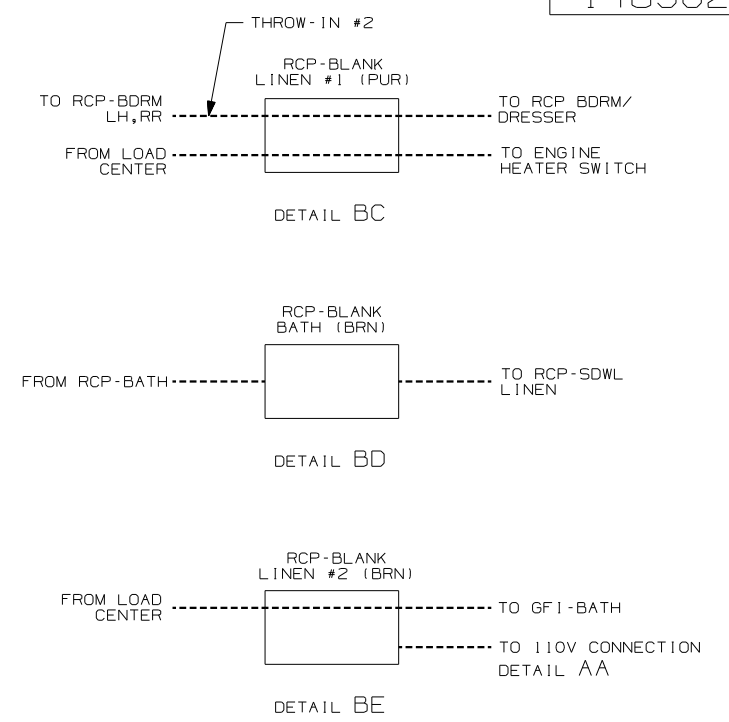 THROW-IN #2
RCP-BLANK
LINEN #1 (PUR)
TO RCP-BDRM
LH,RR
TO RCP BDRM/
DRESSER
FROM LOAD
CENTER
TO ENGINE
HEATER SWITCH
DETAIL BC
RCP-BLANK
BATH (BRN)
FROM RCP-BATH
TO RCP-SDWL
LINEN
DETAIL BD
RCP-BLANK
LINEN #2 (BRN)
FROM LOAD
CENTER
TO GFI-BATH
TO 110V CONNECTION
DETAIL AA
DETAIL BE